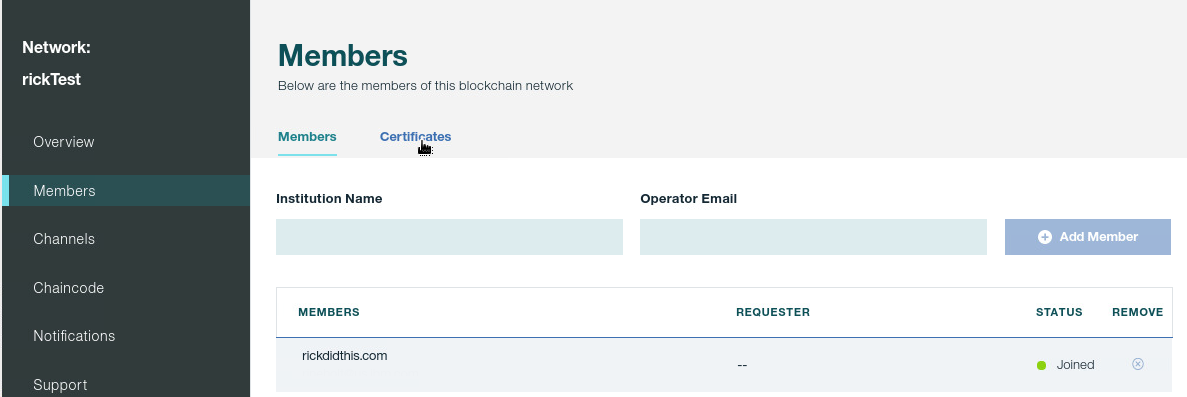 Network:
rickTest
Overview
Members
Channels
Chaincode
Notifications
Support
Members
Below are the members of this blockchain network
Members Certificates
Institution Name Operator Email
Add Member
MEMBERS REQUESTER STATUS REMOVE
rickdidthis.com -- Joined